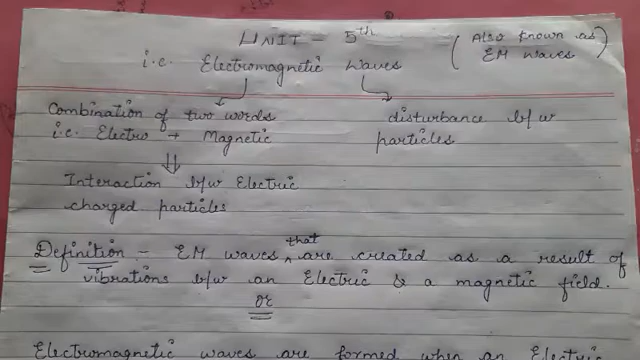 UNIT = 5th
(Also known as
i.e. Electromagnetic Waves
EM waves)
Combination of two words
disturbance b/w
i.e. Electro + Magnetic
particles
Interaction b/w Electric
charged particles
Definition - EM waves that are created as a result of
vibrations b/w an Electric & a magnetic field.
or
Electromagnetic waves are formed when an Electric